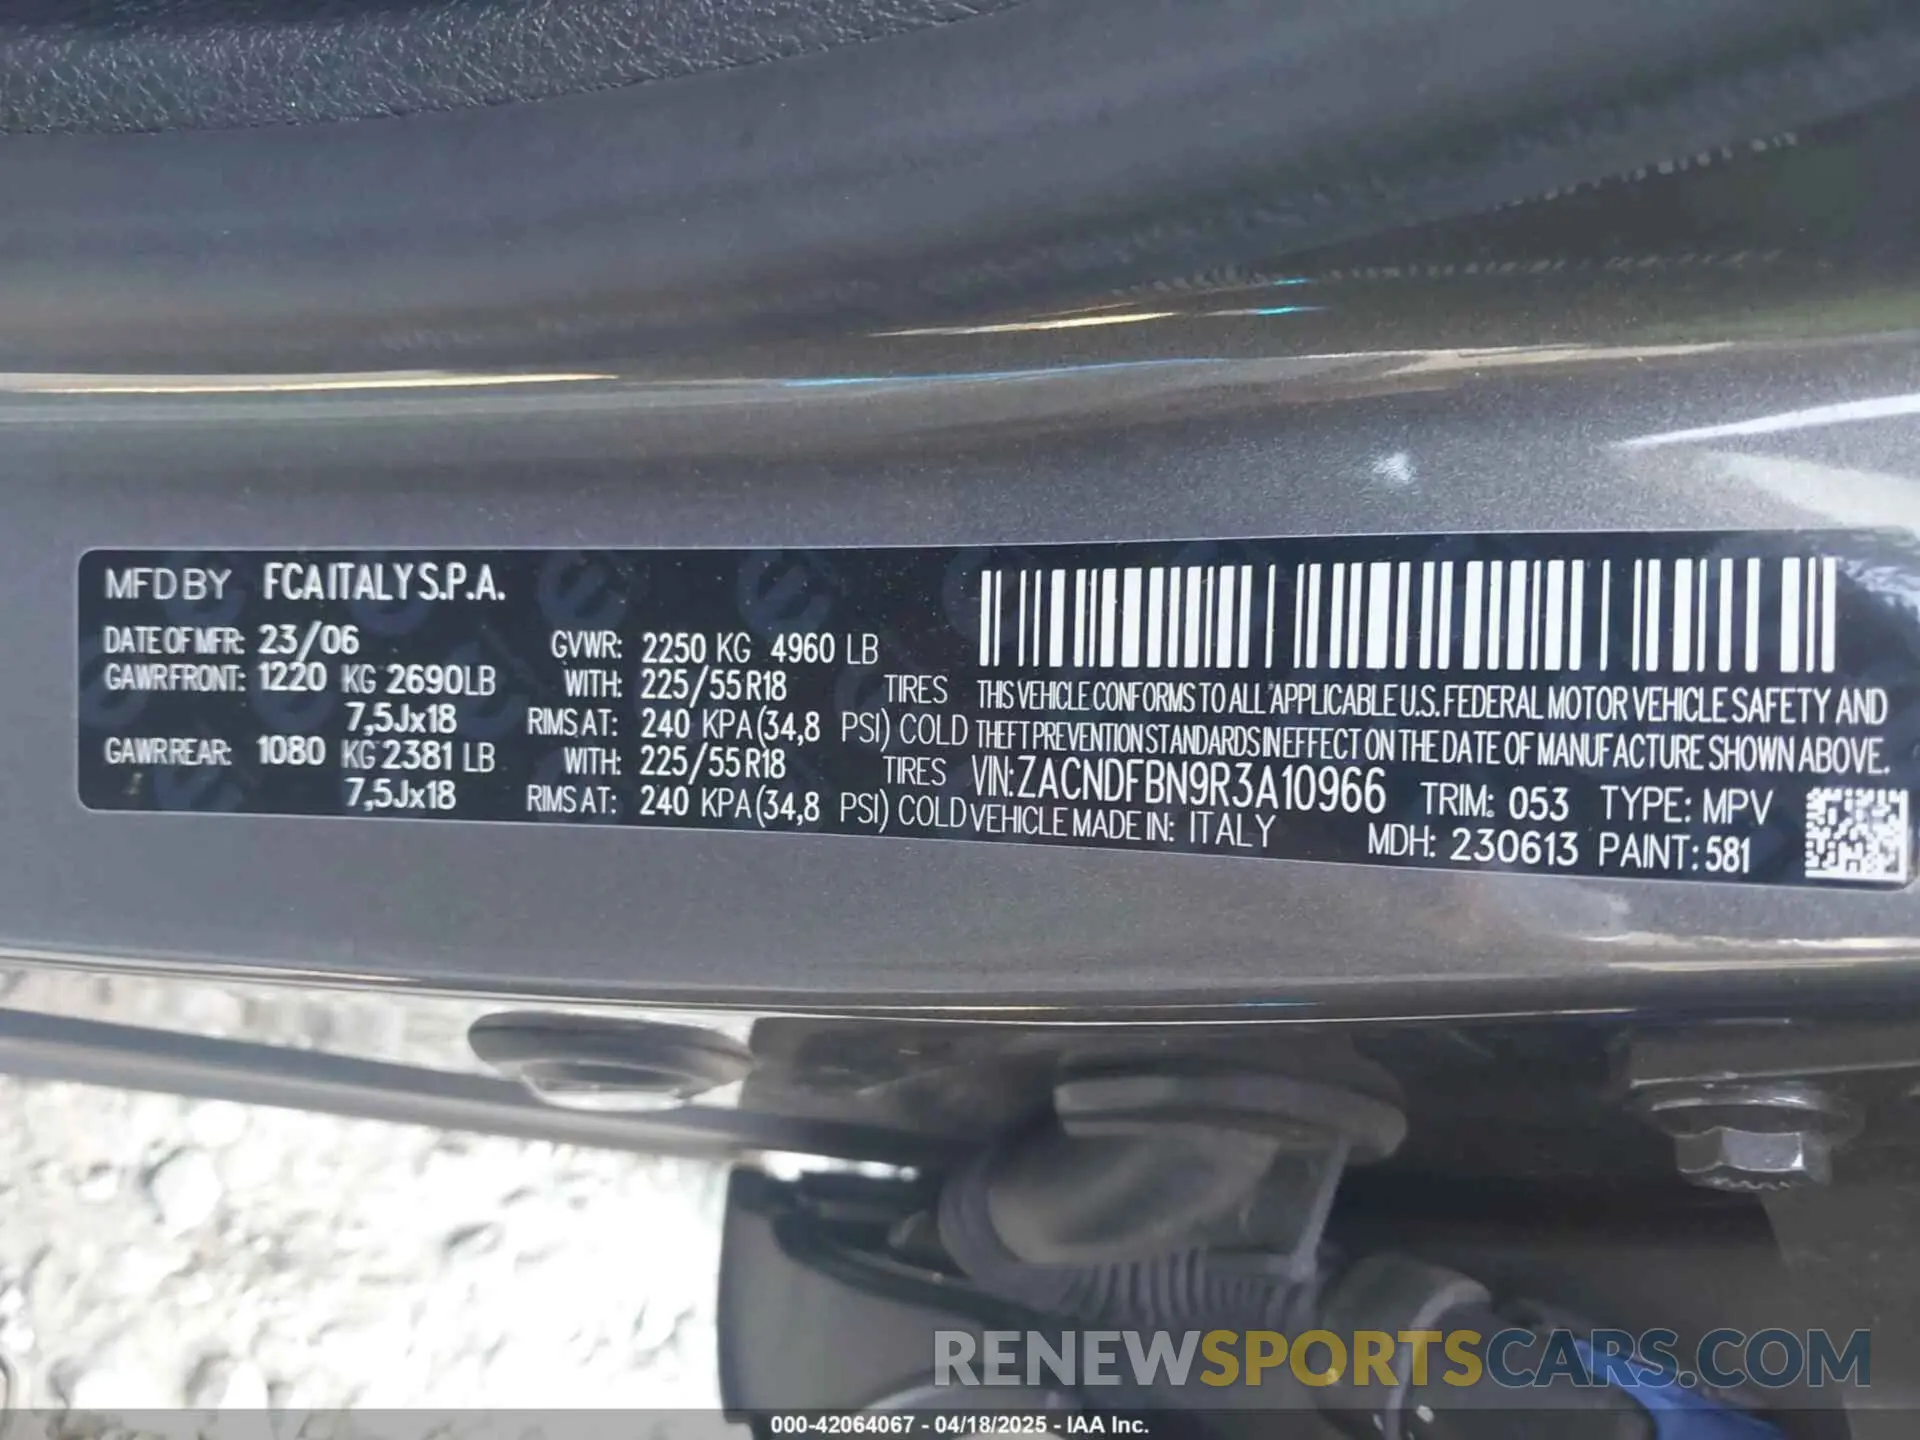 MFD BY FCA ITALY S.P.A.
DATE OF MFR: 23/06 GVWR: 2250 KG 4960 LB
GAWR FRONT: 1220 KG 2690 LB WITH: 225/55 R18 TIRES
7,5Jx18 RIMS AT: 240 KPA (34,8 PSI) COLD
GAWR REAR: 1080 KG 2381 LB WITH: 225/55 R18 TIRES
7,5Jx18 RIMS AT: 240 KPA (34,8 PSI) COLD
THIS VEHICLE CONFORMS TO ALL APPLICABLE U.S. FEDERAL MOTOR VEHICLE SAFETY AND
THEFT PREVENTION STANDARDS IN EFFECT ON THE DATE OF MANUFACTURE SHOWN ABOVE.
VIN: ZACNDFBN9R3A10966 TRIM: 053 TYPE: MPV
VEHICLE MADE IN: ITALY MDH: 230613 PAINT: 581
RENEWSPORTSCARS.COM
000-42064067 - 04/18/2025 - IAA Inc.